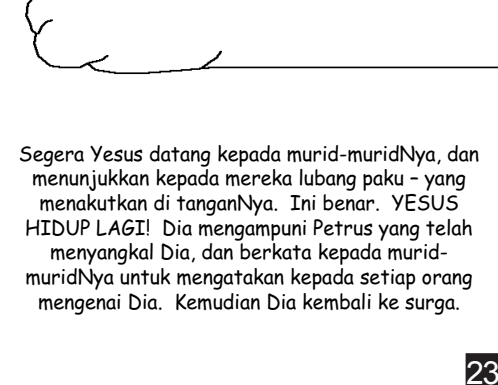 Segera Yesus datang kepada murid-muridNya, dan
menunjukkan kepada mereka lubang paku – yang
menakutkan di tanganNya. Ini benar. YESUS
HIDUP LAGI! Dia mengampuni Petrus yang telah
menyangkal Dia, dan berkata kepada murid-
muridNya untuk mengatakan kepada setiap orang
mengenai Dia. Kemudian Dia kembali ke surga.
23